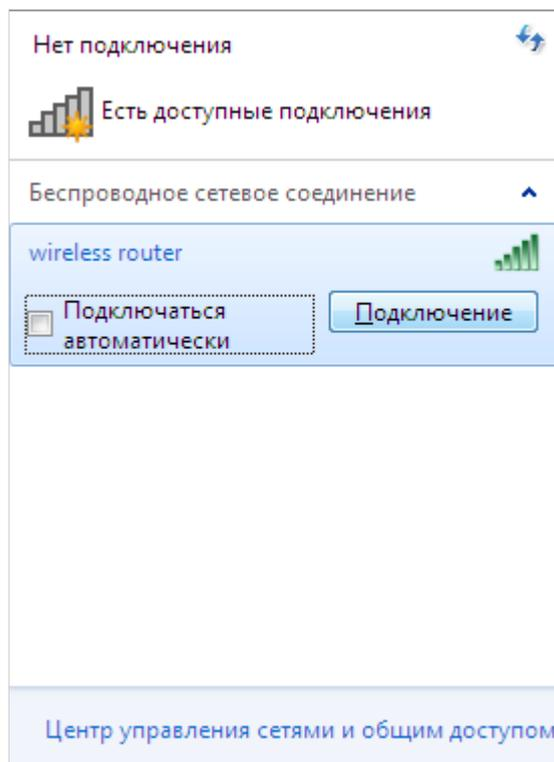 Нет подключения
Есть доступные подключения
Беспроводное сетевое соединение
wireless router
Подключаться
автоматически
Подключение
Центр управления сетями и общим доступом